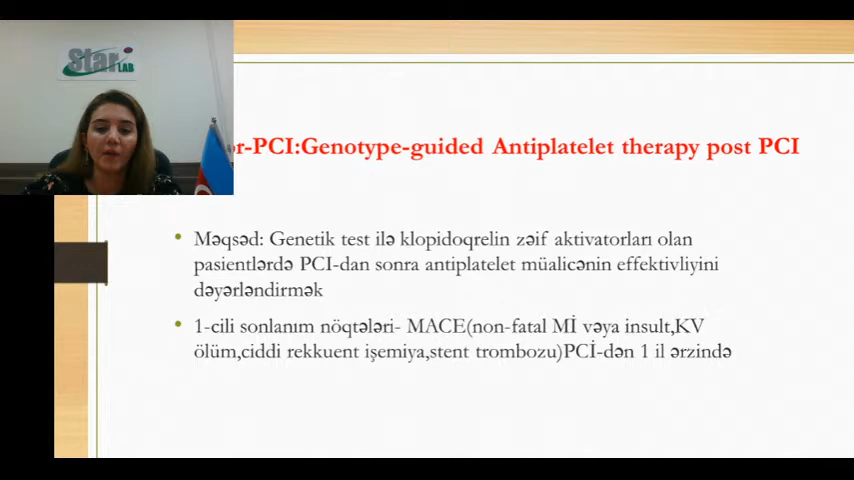 Star
LAB
r-PCI:Genotype-guided Antiplatelet therapy post PCI
Məqsəd: Genetik test ilə klopidoqrelin zəif aktivatorları olan
pasientlərdə PCI-dan sonra antiplatelet müalicənin effektivliyini
dəyərləndirmək
1-cili sonlanım nöqtələri- MACE(non-fatal Mİ vəya insult,KV
ölüm,ciddi rekkuent işemiya,stent trombozu)PCİ-dən 1 il ərzində